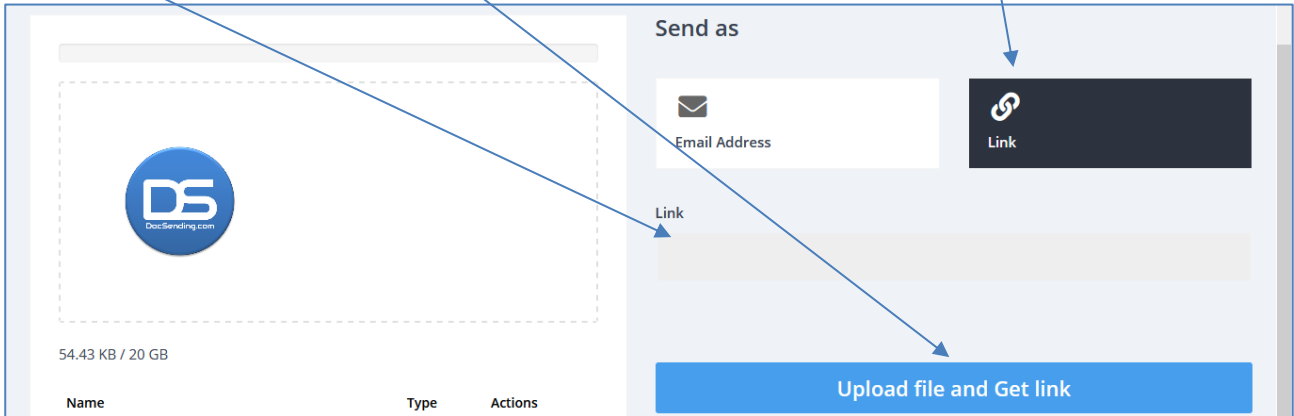 Send as
Email Address
Link
Link
DS
DocSending.com
54.43 KB / 20 GB
Upload file and Get link
Name Type Actions